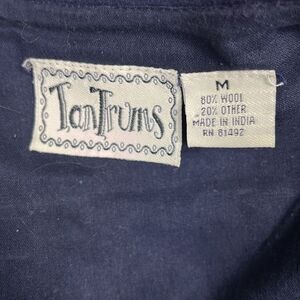 TanTrums
M
80% WOOL
20% OTHER
MADE IN INDIA
RN 81492